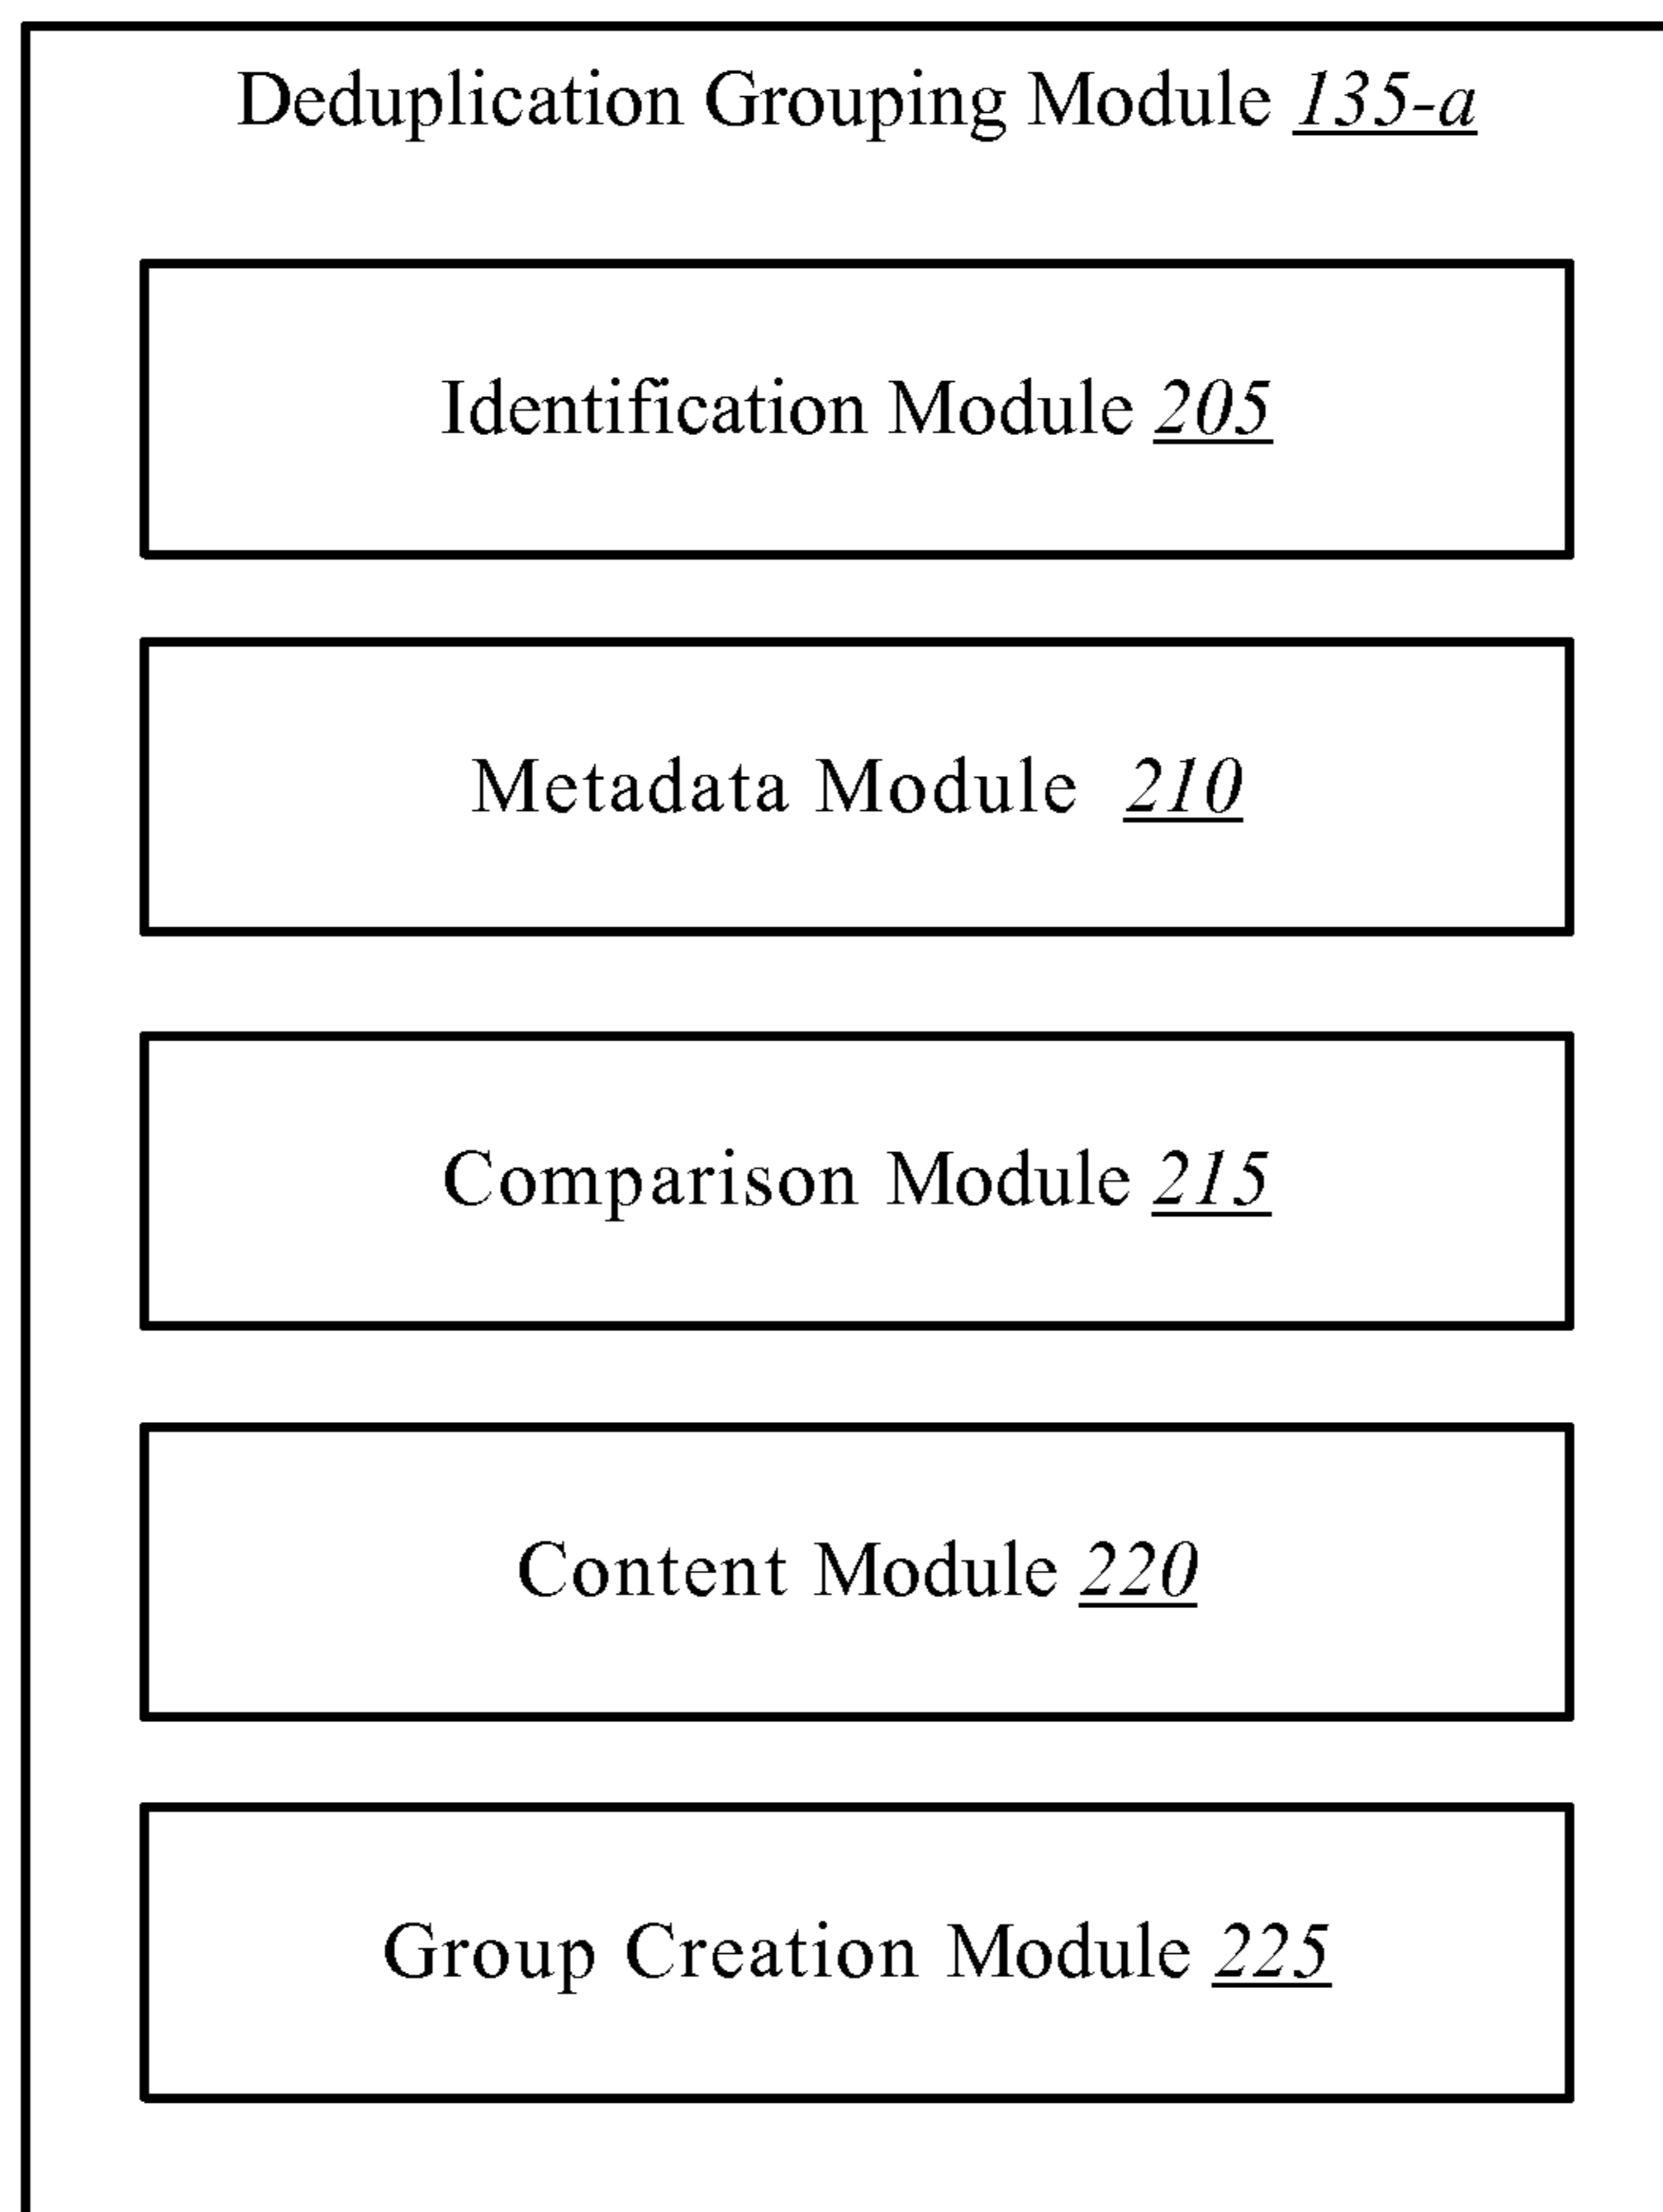 Deduplication Grouping Module 135-a
Identification Module 205
Metadata Module 210
Comparison Module 215
Content Module 220
Group Creation Module 225